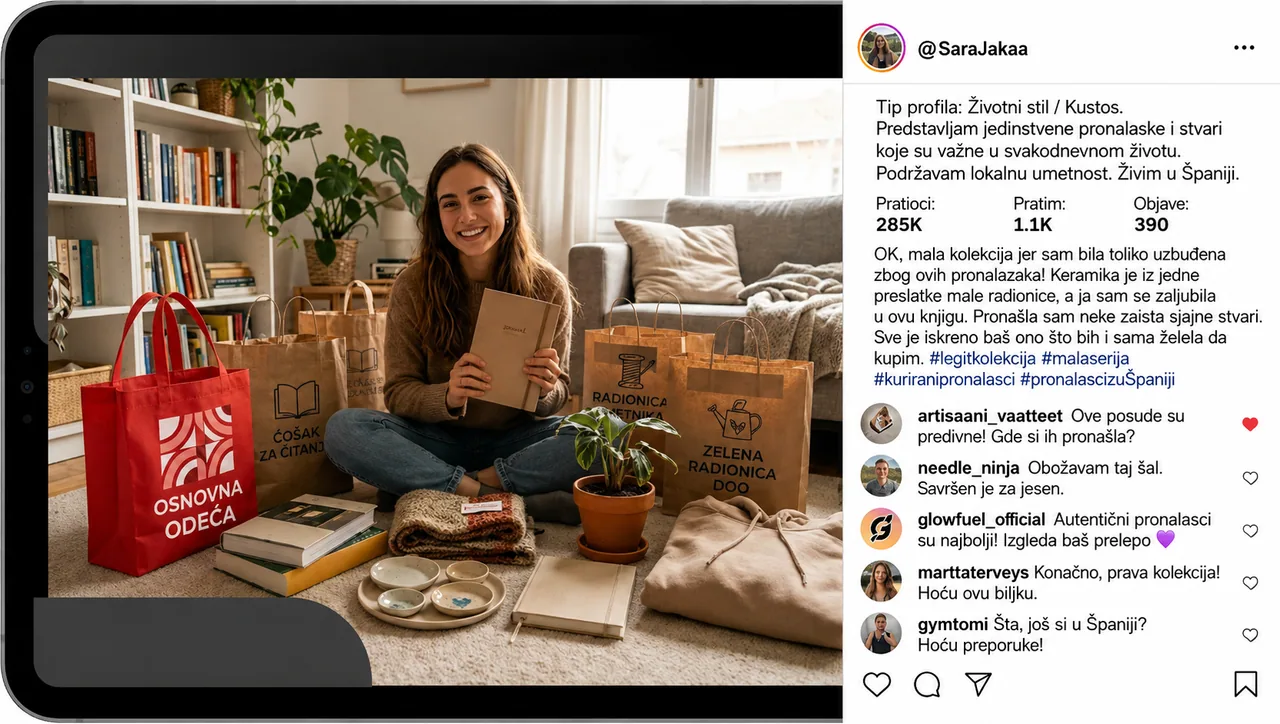 @SaraJakaa
Tip profila: Životni stil / Kustos.
Predstavljam jedinstvene pronalaske i stvari
koje su važne u svakodnevnom životu.
Podržavam lokalnu umetnost. Živim u Španiji.
Pratioci:
285K
Pratim:
1.1K
Objave:
390
OK, mala kolekcija jer sam bila toliko uzbuđena
zbog ovih pronalazaka! Keramika je iz jedne
preslatke male radionice, a ja sam se zaljubila
u ovu knjigu. Pronašla sam neke zaista sjajne stvari.
Sve je iskreno baš ono što bih i sama želela da
kupim. #legitkolekcija #malaserija
#kuriranipronalasci #pronalascizuŠpaniji
artisaani_vaatteet Ove posude su
predivne! Gde si ih pronašla?
needle_ninja Obožavam taj šal.
Savršen je za jesen.
glowfuel_official Autentični pronalasci
su najbolji! Izgleda baš prelepo 💜
marttaterveys Konačno, prava kolekcija!
Hoću ovu biljku.
gymtomi Šta, još si u Španiji?
Hoću preporuke!
OSNOVNA
ODEĆA
ĆOŠAK
ZA ČITANJ
RADIONICA
ETNIKA
ZELENA
RADIONICA
DOO